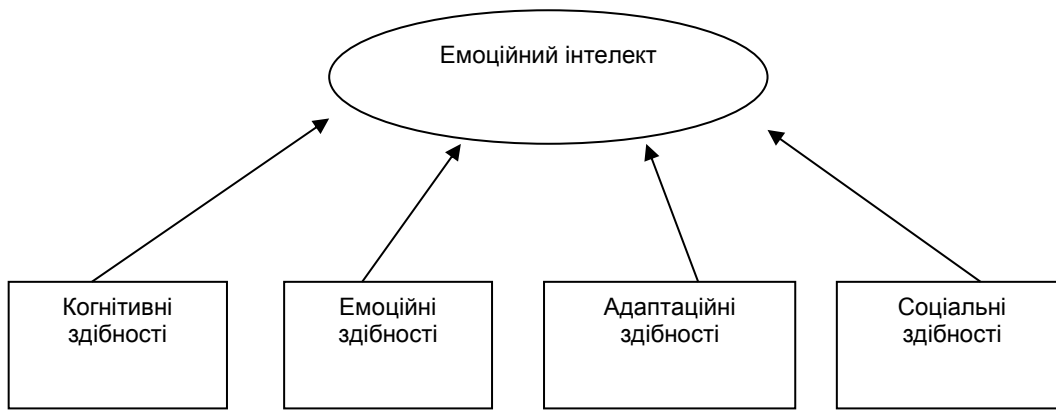 Емоційний інтелект
Когнітивні
здібності
Емоційні
здібності
Адаптаційні
здібності
Соціальні
здібності